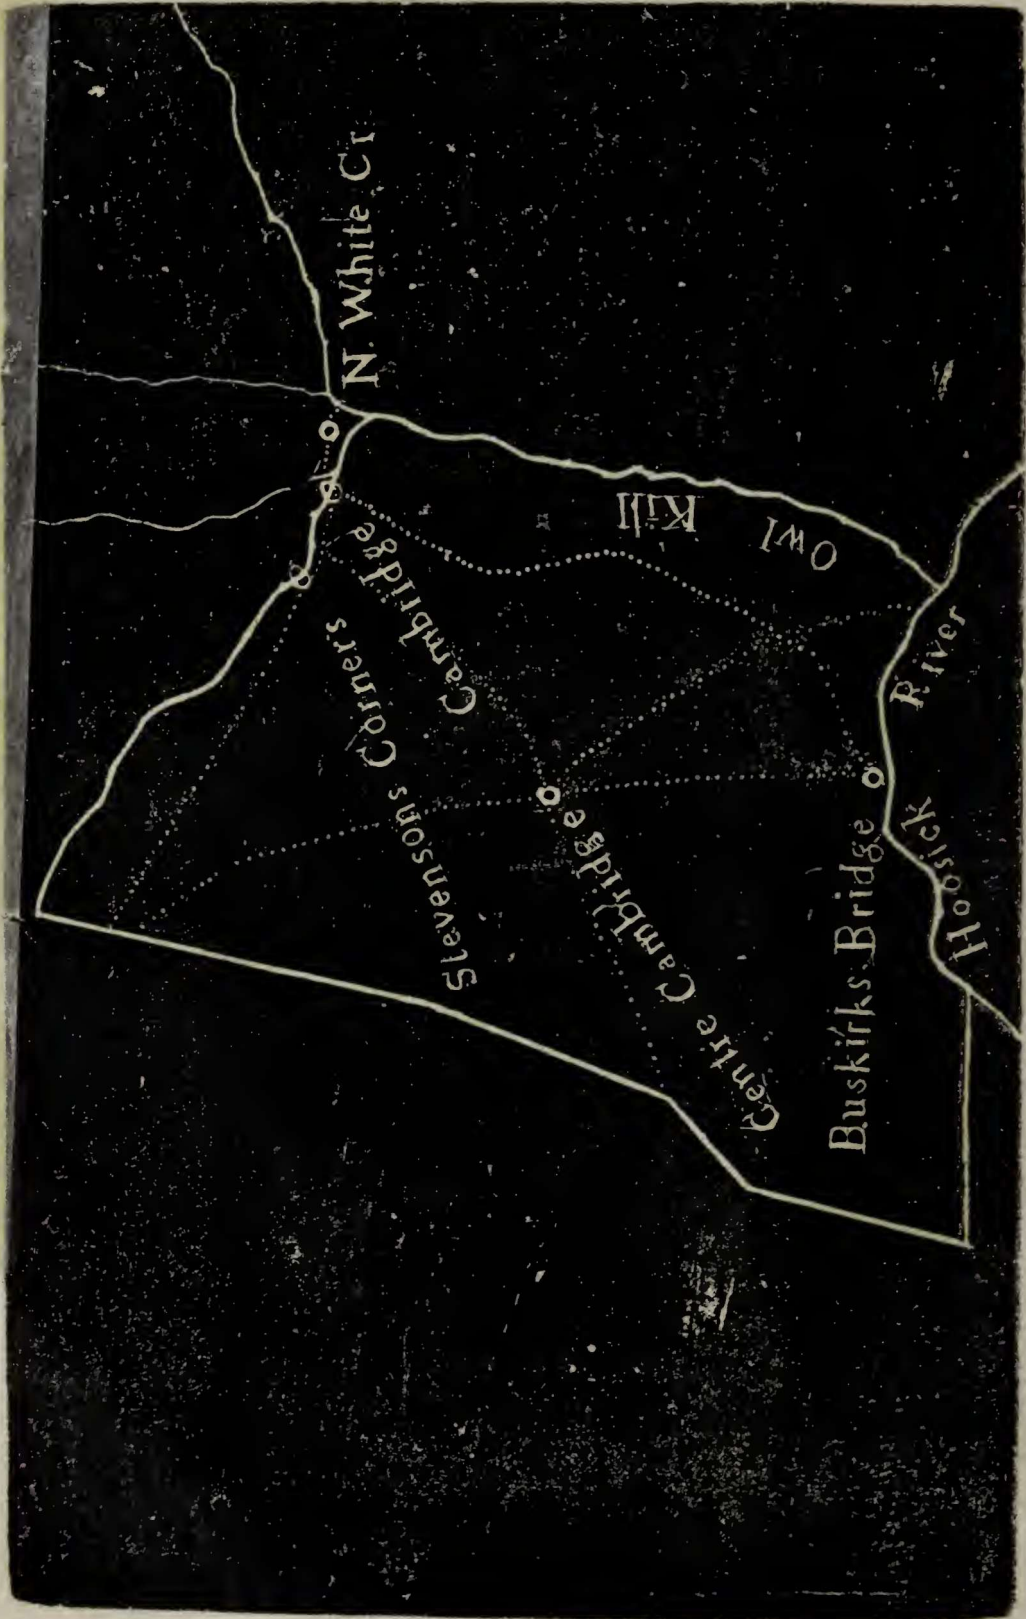 N. White Cr
Cambridge
Stevensons Corners
Owl Kill
Centre Cambridge
Buskirks Bridge
Hoosick River